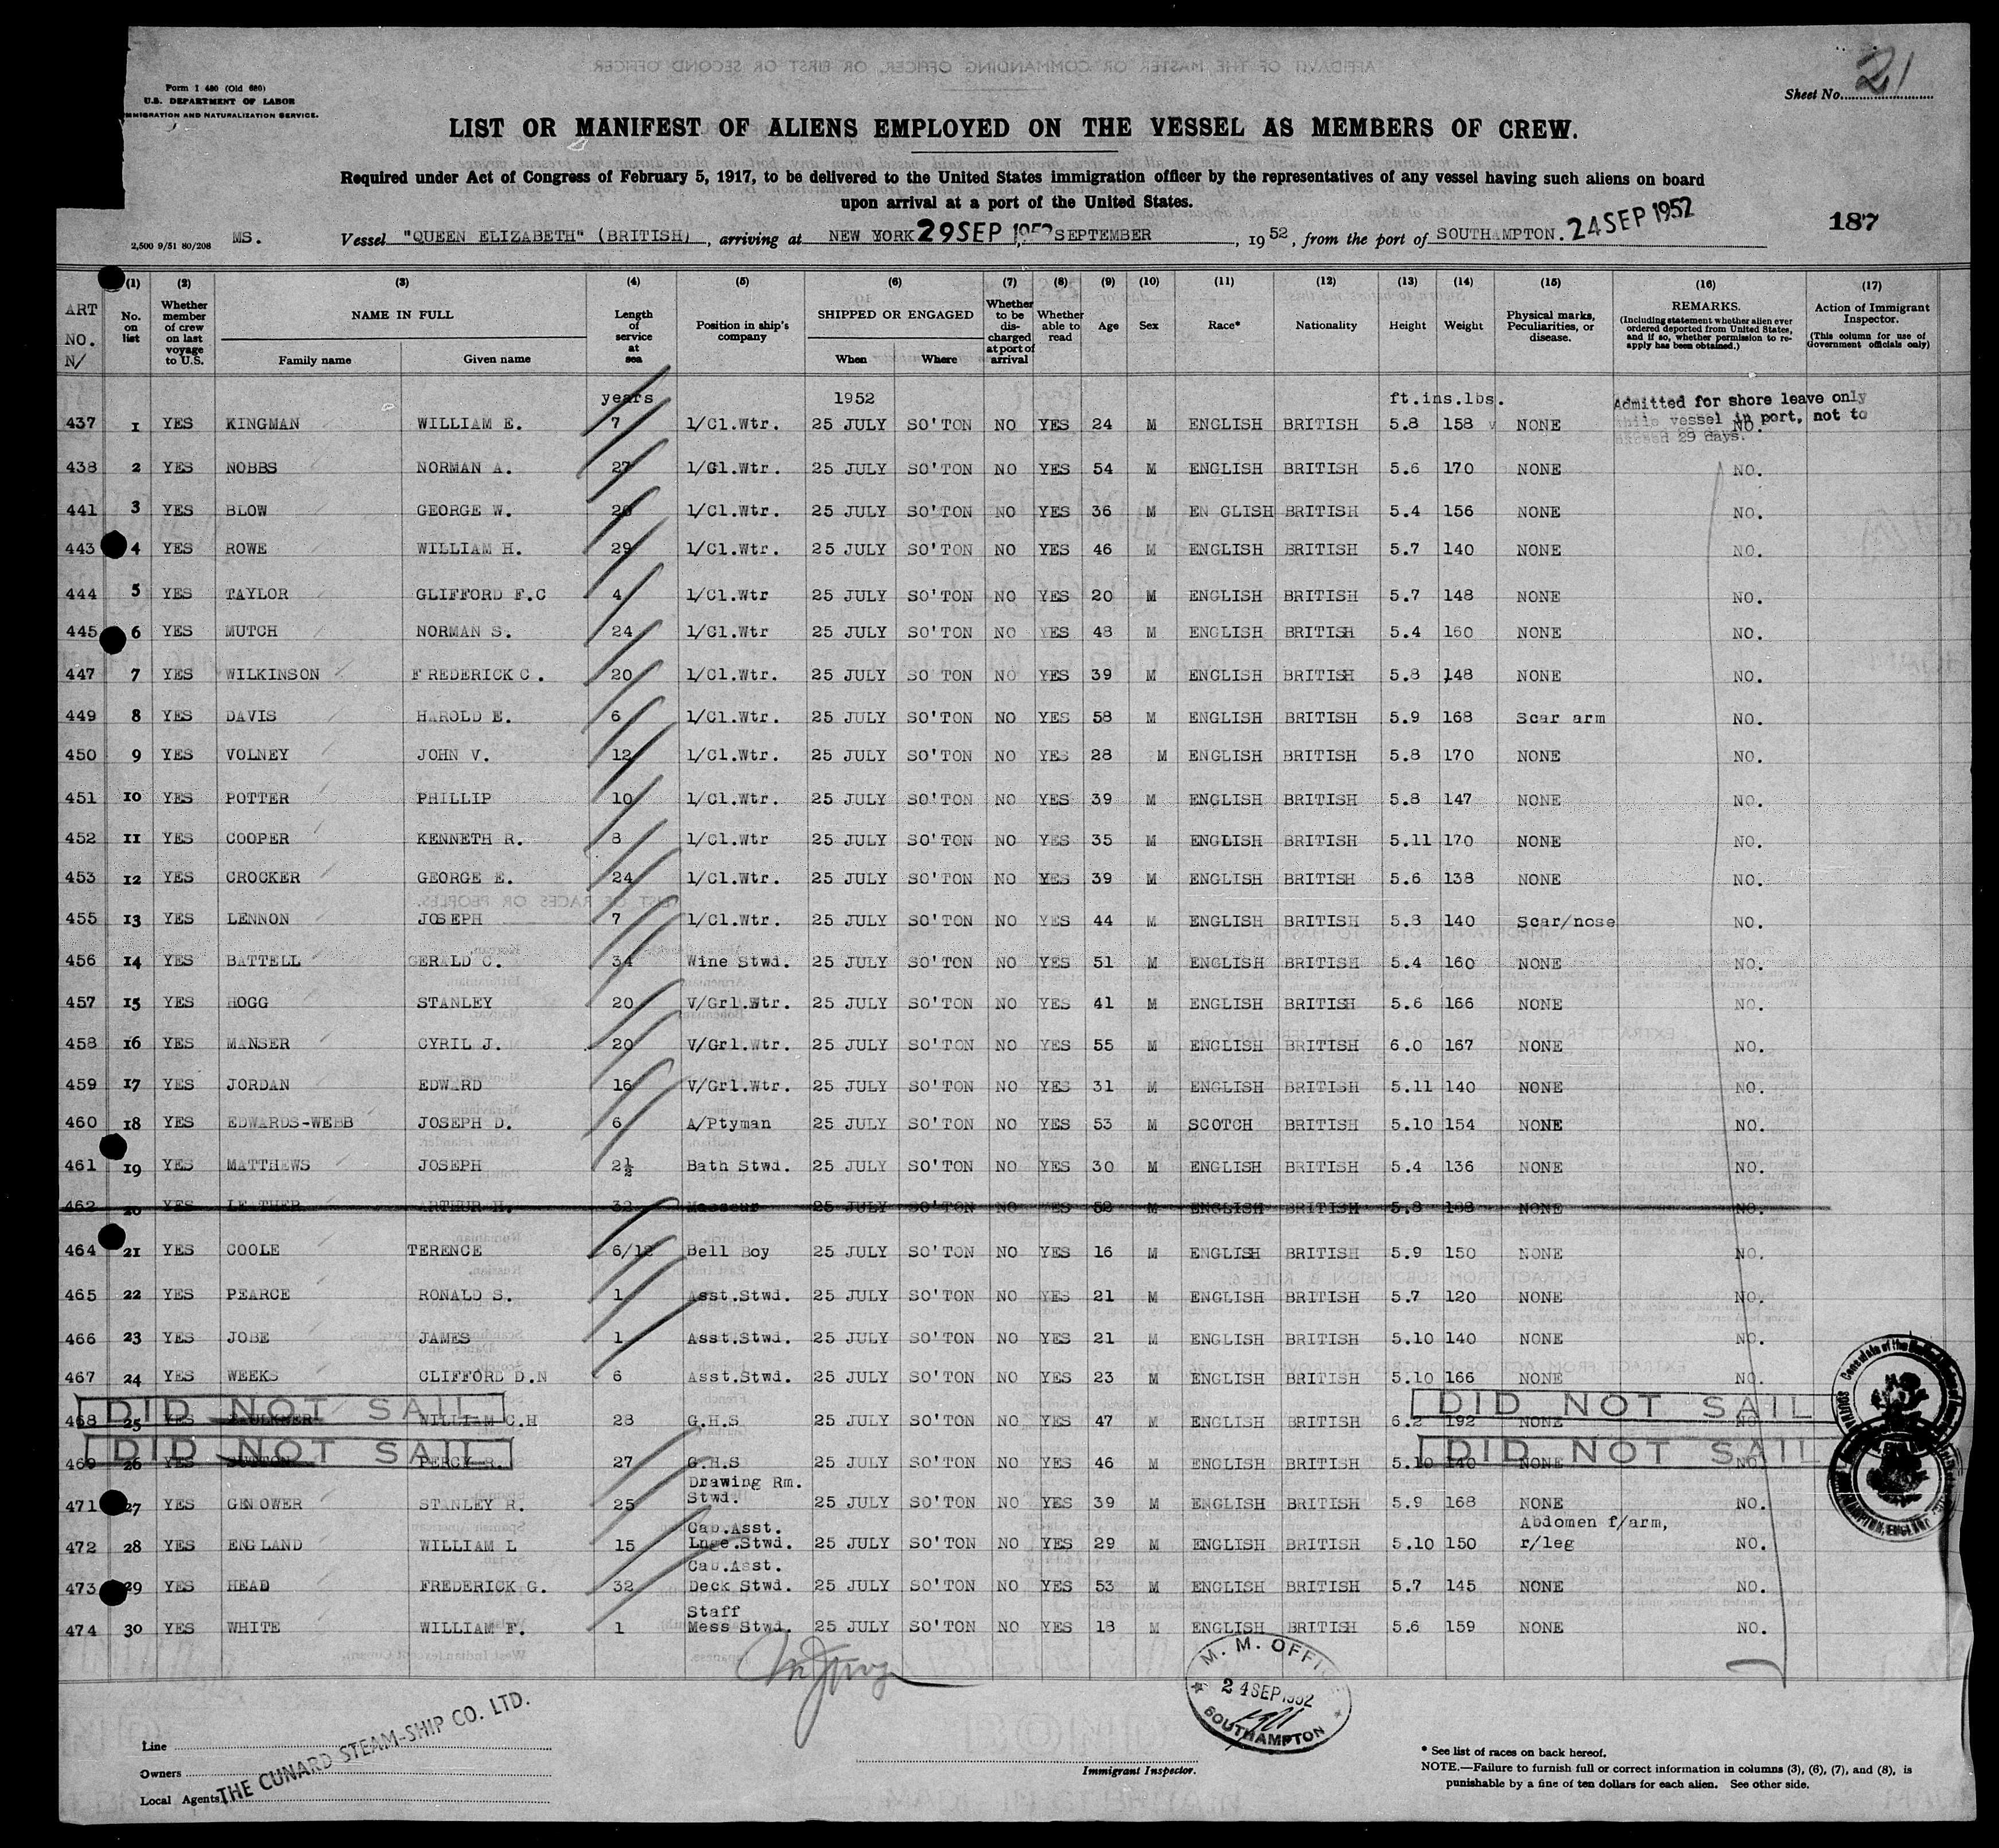 Form I 480 (Old 680)
U.S. DEPARTMENT OF LABOR
IMMIGRATION AND NATURALIZATION SERVICE.
Sheet No. 21
LIST OR MANIFEST OF ALIENS EMPLOYED ON THE VESSEL AS MEMBERS OF CREW.
Required under Act of Congress of February 5, 1917, to be delivered to the United States immigration officer by the representatives of any vessel having such aliens on board
upon arrival at a port of the United States.
2,500 9/51 80/208 MS. Vessel "QUEEN ELIZABETH" (BRITISH), arriving at NEW YORK 29 SEP 1952 SEPTEMBER, 1952, from the port of SOUTHAMPTON. 24 SEP 1952 187
(1) (2) (3) (4) (5) (6) (7) (8) (9) (10) (11) (12) (13) (14) (15) (16) (17)
ART NO. N/ No. on list Whether member of crew on last voyage to U.S. NAME IN FULL Family name Given name Length of service at sea Position in ship's company SHIPPED OR ENGAGED When Where Whether to be discharged at port of arrival Whether able to read Age Sex Race* Nationality Height Weight Physical marks, Peculiarities, or disease. REMARKS. (Including statement whether alien ever ordered deported from United States, and if so, whether permission to re-apply has been obtained.) Action of Immigrant Inspector. (This column for use of Government officials only)
years 1952 ft.ins.lbs. Admitted for shore leave only
while vessel in port, not to
exceed 29 days.
437 1 YES KINGMAN WILLIAM E. 7 1/Cl.Wtr. 25 JULY SO'TON NO YES 24 M ENGLISH BRITISH 5.8 158 NONE NO.
438 2 YES NOBBS NORMAN A. 27 1/Cl.Wtr. 25 JULY SO'TON NO YES 54 M ENGLISH BRITISH 5.6 170 NONE NO.
441 3 YES BLOW GEORGE W. 20 1/Cl.Wtr. 25 JULY SO'TON NO YES 36 M EN GLISH BRITISH 5.4 156 NONE NO.
443 4 YES ROWE WILLIAM H. 29 1/Cl.Wtr. 25 JULY SO'TON NO YES 46 M ENGLISH BRITISH 5.7 140 NONE NO.
444 5 YES TAYLOR CLIFFORD F.C 4 1/Cl.Wtr 25 JULY SO'TON NO YES 20 M ENGLISH BRITISH 5.7 148 NONE NO.
445 6 YES MUTCH NORMAN S. 24 1/Cl.Wtr 25 JULY SO'TON NO YES 48 M ENGLISH BRITISH 5.4 160 NONE NO.
447 7 YES WILKINSON F REDERICK C. 20 1/Cl.Wtr. 25 JULY SO TON NO YES 39 M ENGLISH BRITISH 5.8 148 NONE NO.
449 8 YES DAVIS HAROLD E. 6 1/Cl.Wtr. 25 JULY SO'TON NO YES 58 M ENGLISH BRITISH 5.9 168 Scar arm NO.
450 9 YES VOLNEY JOHN V. 12 1/Cl.Wtr. 25 JULY SO'TON NO YES 28 M ENGLISH BRITISH 5.8 170 NONE NO.
451 10 YES POTTER PHILLIP 10 1/Cl.Wtr. 25 JULY SO'TON NO YES 39 M ENGLISH BRITISH 5.8 147 NONE NO.
452 11 YES COOPER KENNETH R. 8 1/Cl.Wtr 25 JULY SO'TON NO YES 35 M ENGLISH BRITISH 5.11 170 NONE NO.
453 12 YES CROCKER GEORGE E. 24 1/Cl.Wtr. 25 JULY SO'TON NO YES 39 M ENGLISH BRITISH 5.6 138 NONE NO.
455 13 YES LENNON JOSEPH 7 1/Cl.Wtr. 25 JULY SO'TON NO YES 44 M ENGLISH BRITISH 5.8 140 Scar/nose NO.
456 14 YES BATTELL GERALD C. 34 Wine Stwd. 25 JULY SO'TON NO YES 51 M ENGLISH BRITISH 5.4 160 NONE NO.
457 15 YES HOGG STANLEY 20 V/Grl.Wtr. 25 JULY SO'TON NO YES 41 M ENGLISH BRITISH 5.6 166 NONE NO.
458 16 YES MANSER CYRIL J. 20 V/Grl.Wtr. 25 JULY SO'TON NO YES 55 M ENGLISH BRITISH 6.0 167 NONE NO.
459 17 YES JORDAN EDWARD 16 V/Grl.Wtr. 25 JULY SO'TON NO YES 31 M ENGLISH BRITISH 5.11 140 NONE NO.
460 18 YES EDWARDS-WEBB JOSEPH D. 6 A/Ptyman 25 JULY SO'TON NO YES 53 M SCOTCH BRITISH 5.10 154 NONE NO.
461 19 YES MATTHEWS JOSEPH 2½ Bath Stwd. 25 JULY SO'TON NO YES 30 M ENGLISH BRITISH 5.4 136 NONE NO.
462 20 YES LEATHER ARTHUR H. 32 Masseur 25 JULY SO'TON NO YES 52 M ENGLISH BRITISH 5.8 NONE NO.
464 21 YES COOLE TERENCE 6/12 Bell Boy 25 JULY SO'TON NO YES 16 M ENGLISH BRITISH 5.9 150 NONE NO.
465 22 YES PEARCE RONALD S. 1 Asst.Stwd. 25 JULY SO'TON NO YES 21 M ENGLISH BRITISH 5.7 120 NONE NO.
466 23 YES JOBE JAMES 1 Asst.Stwd. 25 JULY SO'TON NO YES 21 M ENGLISH BRITISH 5.10 140 NONE NO.
467 24 YES WEEKS CLIFFORD D.N 6 Asst.Stwd. 25 JULY SO'TON NO YES 23 M ENGLISH BRITISH 5.10 166 NONE NO.
DID NOT SAIL DID NOT SAIL
468 25 YES FAULKNER WILLIAM C.H 28 G.H.S. 25 JULY SO'TON NO YES 47 M ENGLISH BRITISH 6.2 192 NONE NO.
DID NOT SAIL DID NOT SAIL
469 26 YES SUTTON PERCY R. 27 G.H.S 25 JULY SO'TON NO YES 46 M ENGLISH BRITISH 5.10 140 NONE NO.
Drawing Rm.
471 27 YES GENOWER STANLEY R. 25 Stwd. 25 JULY SO'TON NO YES 39 M ENGLISH BRITISH 5.9 168 NONE NO.
Cab.Asst. Abdomen f/arm,
472 28 YES ENGLAND WILLIAM L 15 Lnge.Stwd. 25 JULY SO'TON NO YES 29 M ENGLISH BRITISH 5.10 150 r/leg NO.
Cab.Asst.
473 29 YES HEAD FREDERICK G. 32 Deck Stwd. 25 JULY SO'TON NO YES 53 M ENGLISH BRITISH 5.7 145 NONE NO.
Staff
474 30 YES WHITE WILLIAM F. 1 Mess Stwd. 25 JULY SO'TON NO YES 18 M ENGLISH BRITISH 5.6 159 NONE NO.
M. M. OFFI
24 SEP 1952
SOUTHAMPTON
Line
Owners
Local Agents
THE CUNARD STEAM-SHIP CO. LTD.
Immigrant Inspector.
* See list of races on back hereof.
NOTE.—Failure to furnish full or correct information in columns (3), (6), (7), and (8), is
punishable by a fine of ten dollars for each alien. See other side.